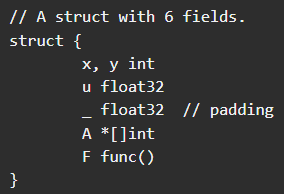 // A struct with 6 fields.
struct {
        x, y int
        u float32
        _ float32  // padding
        A *[]int
        F func()
}